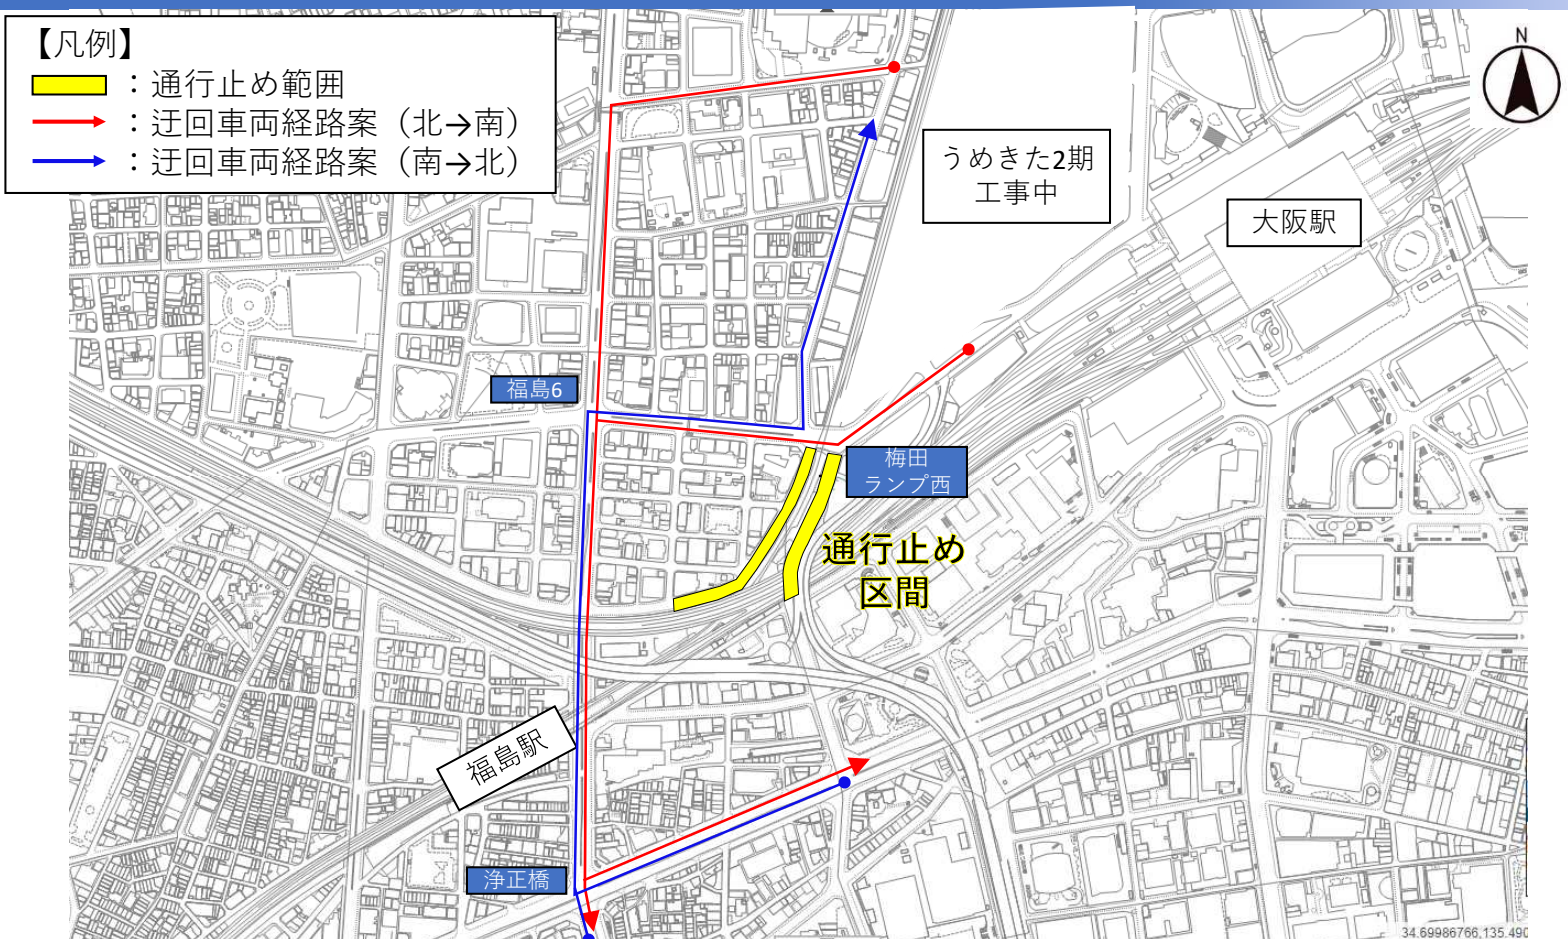 【凡例】
：通行止め範囲
：迂回車両経路案（北→南）
：迂回車両経路案（南→北）
N
うめきた2期
工事中
大阪駅
福島6
梅田
ランプ西
通行止め
区間
福島駅
浄正橋
34.69986766,135.490